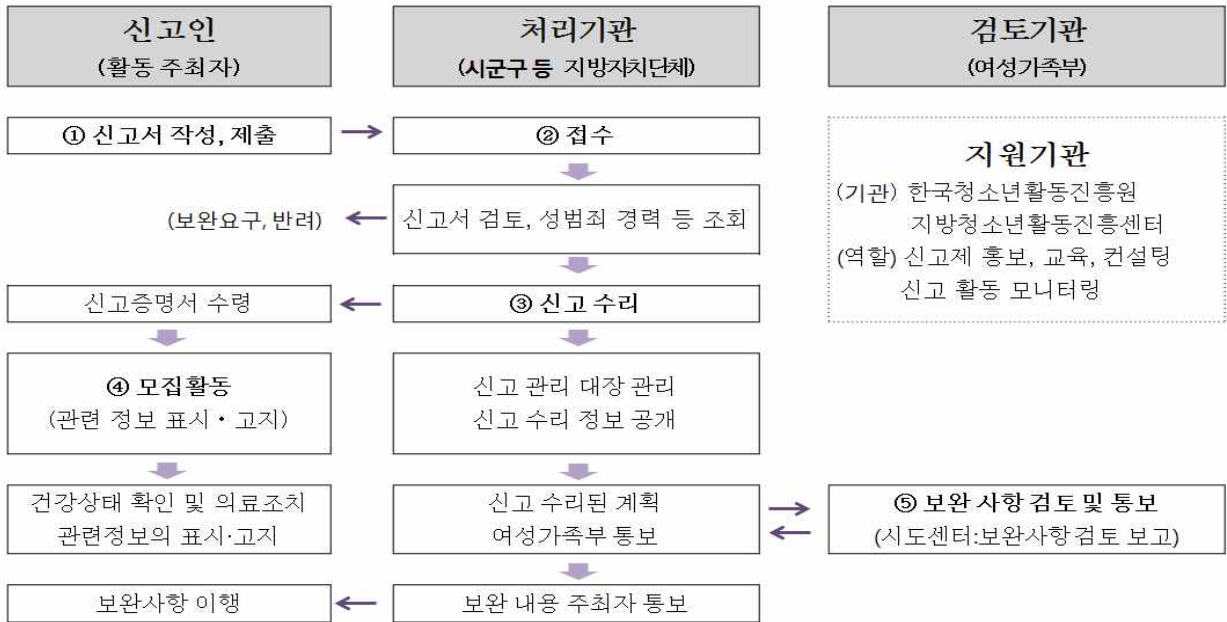 신고인
(활동 주최자)
처리기관
(시군구 등 지방자치단체)
검토기관
(여성가족부)
① 신고서 작성, 제출
② 접수
지원기관
(기관) 한국청소년활동진흥원
지방청소년활동진흥센터
(역할) 신고제 홍보, 교육, 컨설팅
신고 활동 모니터링
(보완요구, 반려)
신고서 검토, 성범죄 경력 등 조회
신고증명서 수령
③ 신고 수리
④ 모집활동
(관련 정보 표시・고지)
신고 관리 대장 관리
신고 수리 정보 공개
건강상태 확인 및 의료조치
관련정보의 표시·고지
신고 수리된 계획
여성가족부 통보
⑤ 보완 사항 검토 및 통보
(시도센터:보완사항 검토 보고)
보완사항 이행
보완 내용 주최자 통보